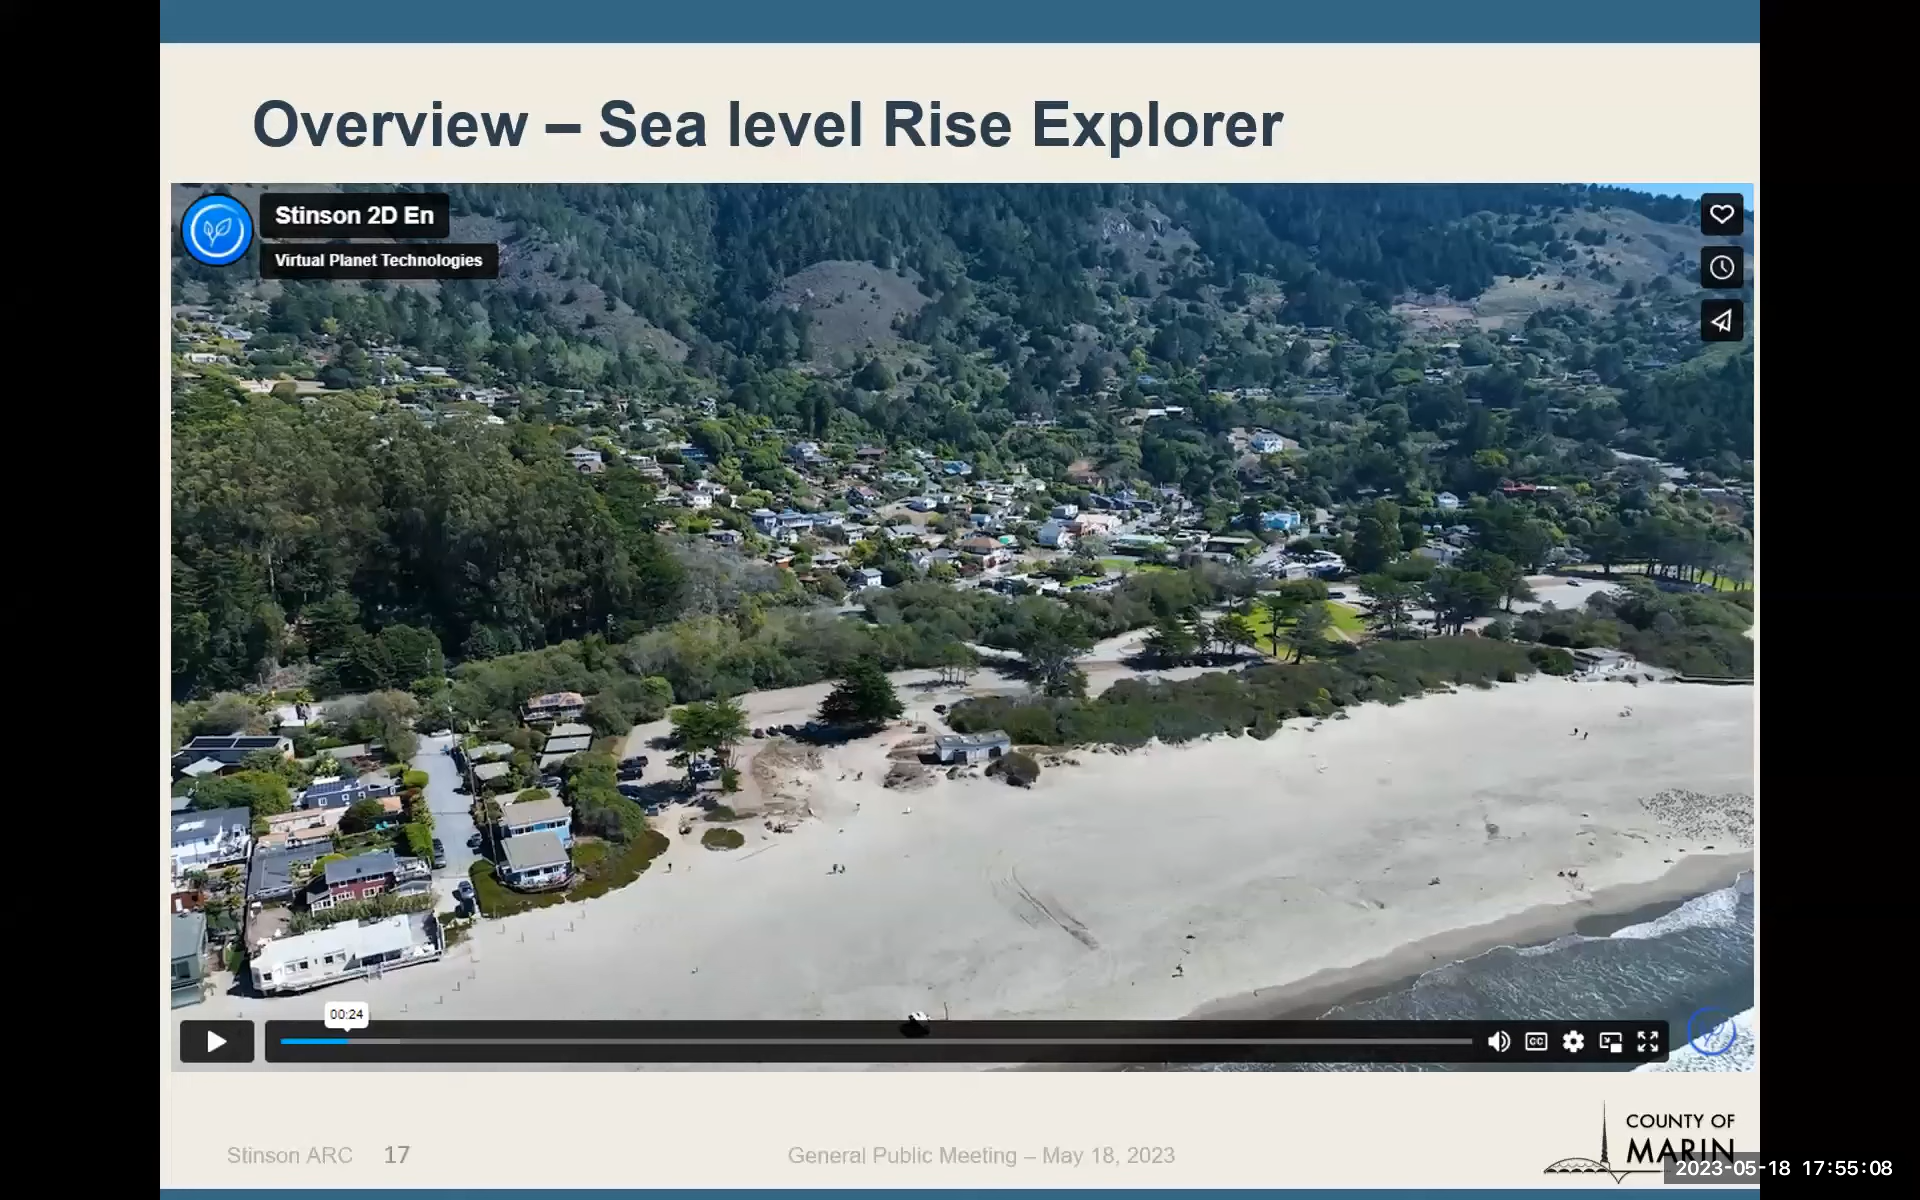 Overview – Sea level Rise Explorer
Stinson 2D En
Virtual Planet Technologies
00:24
CC
Stinson ARC 17
General Public Meeting – May 18, 2023
COUNTY OF
MARIN
2023-05-18 17:55:08